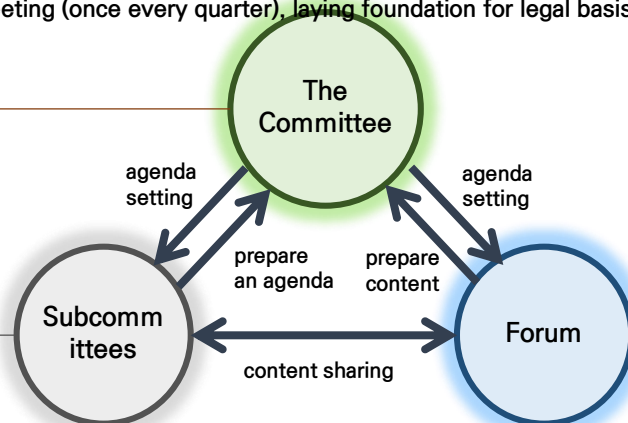 eting (once every quarter), laying foundation for legal basis
The
Committee
agenda
setting
agenda
setting
prepare
an agenda
prepare
content
Subcomm
ittees
Forum
content sharing